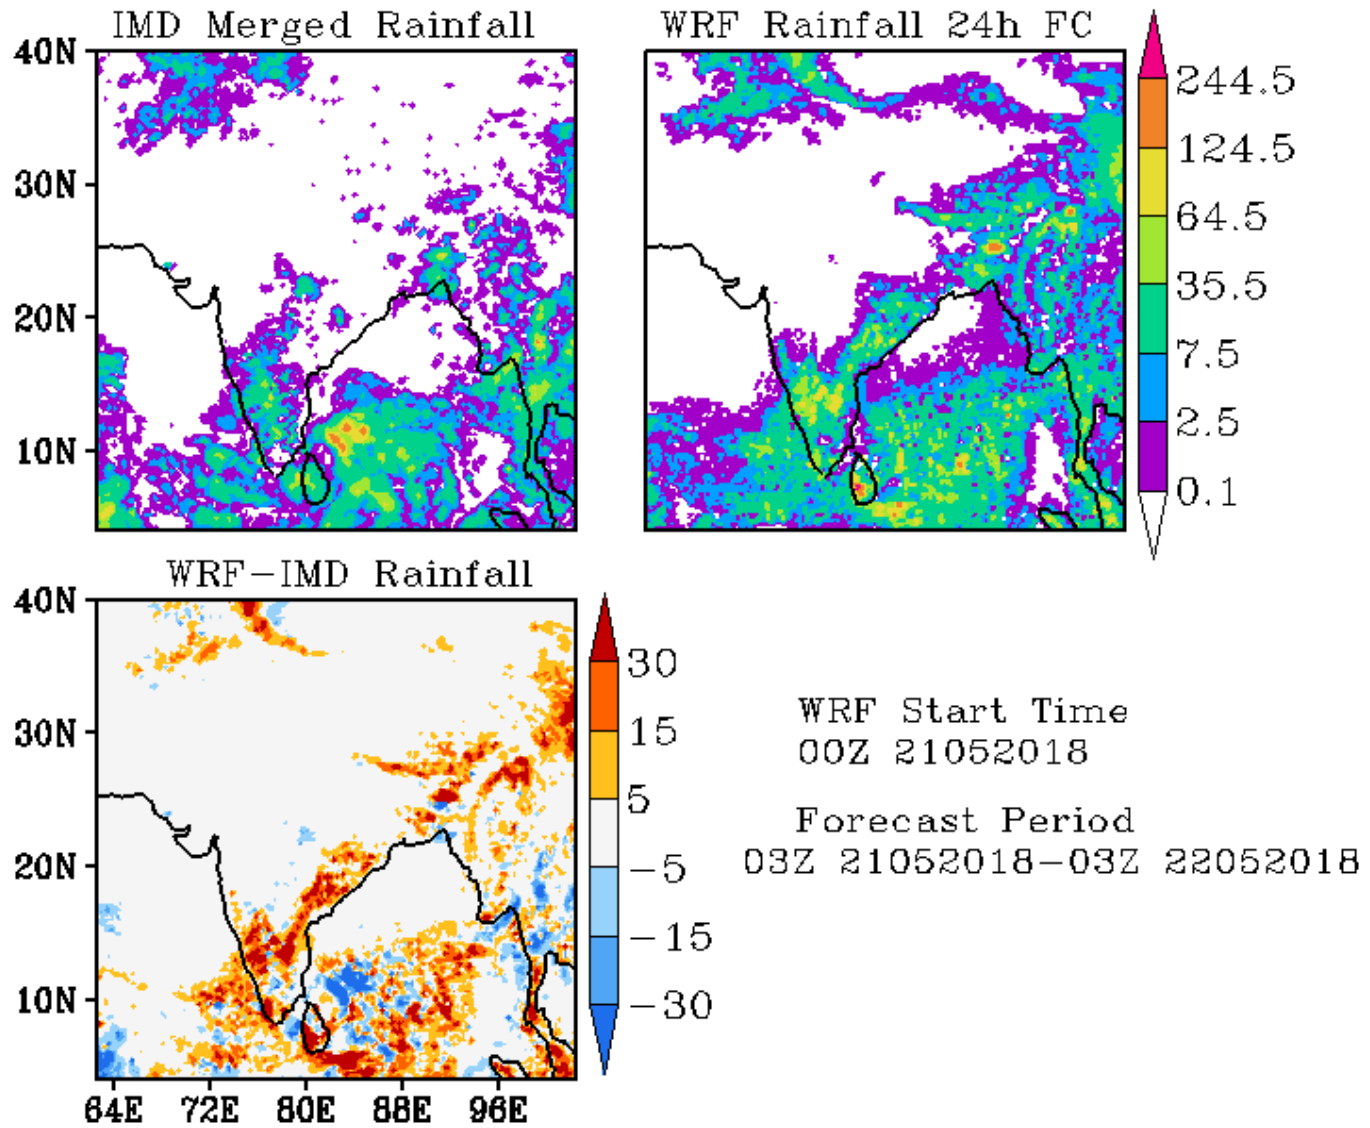 IMD Merged Rainfall
WRF Rainfall 24h FC
40N
30N
20N
10N
244.5
124.5
64.5
35.5
7.5
2.5
0.1
WRF-IMD Rainfall
40N
30N
20N
10N
64E 72E 80E 88E 96E
30
15
5
-5
-15
-30
WRF Start Time
00Z 21052018
Forecast Period
03Z 21052018-03Z 22052018